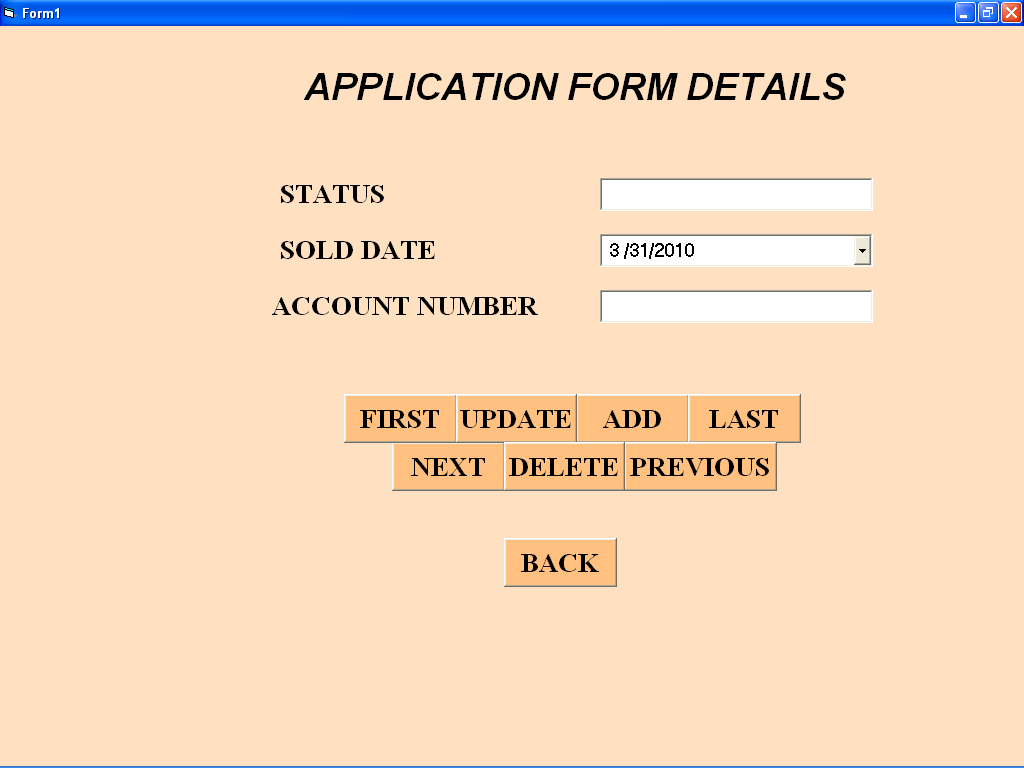 Form1
APPLICATION FORM DETAILS
STATUS
SOLD DATE 3 /31/2010
ACCOUNT NUMBER
FIRST UPDATE ADD LAST
NEXT DELETE PREVIOUS
BACK